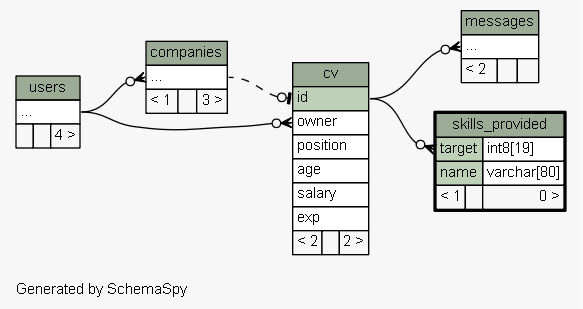 messages
...
< 2
companies
...
< 1 3 >
users
...
4 >
cv
id
owner
position
age
salary
exp
< 2 2 >
skills_provided
target int8[19]
name varchar[80]
< 1 0 >
Generated by SchemaSpy